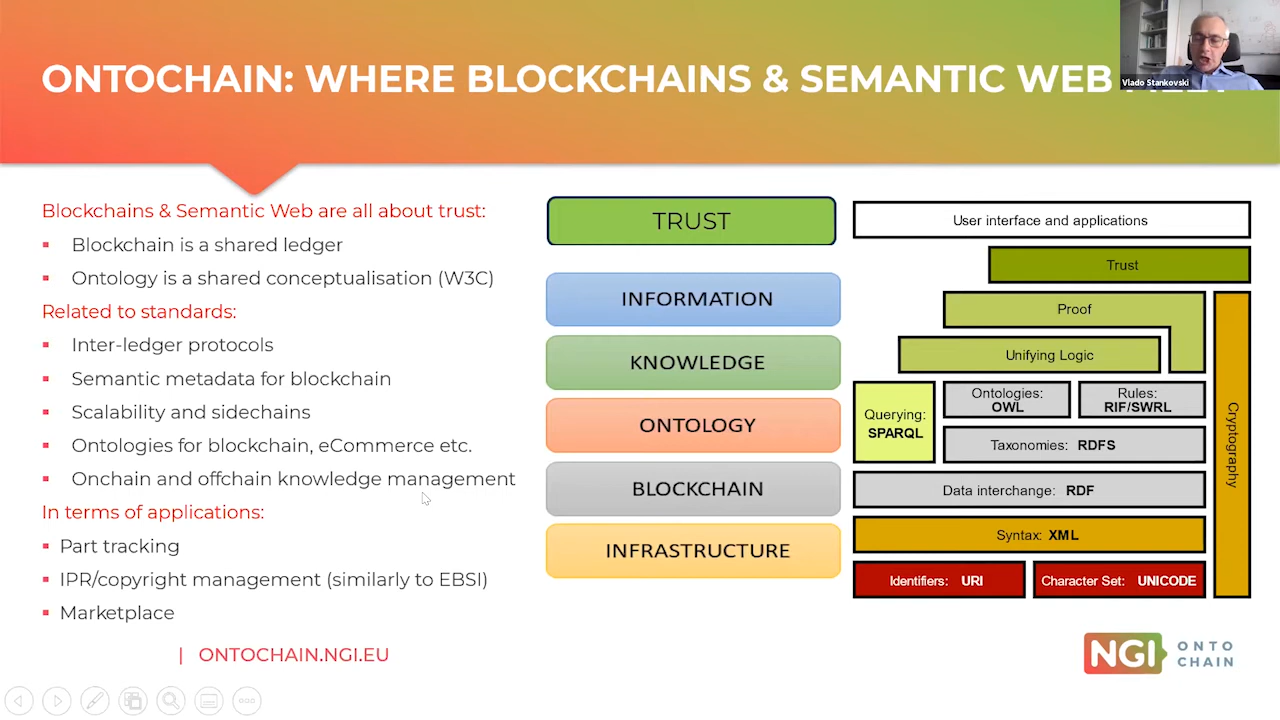 ONTOCHAIN: WHERE BLOCKCHAINS & SEMANTIC WEB
Vlado Stankovski
Blockchains & Semantic Web are all about trust:
▪ Blockchain is a shared ledger
▪ Ontology is a shared conceptualisation (W3C)
Related to standards:
▪ Inter-ledger protocols
▪ Semantic metadata for blockchain
▪ Scalability and sidechains
▪ Ontologies for blockchain, eCommerce etc.
▪ Onchain and offchain knowledge management
In terms of applications:
▪ Part tracking
▪ IPR/copyright management (similarly to EBSI)
▪ Marketplace
| ONTOCHAIN.NGI.EU
TRUST
INFORMATION
KNOWLEDGE
ONTOLOGY
BLOCKCHAIN
INFRASTRUCTURE
User interface and applications
Trust
Proof
Unifying Logic
Querying:
SPARQL
Ontologies:
OWL
Rules:
RIF/SWRL
Taxonomies: RDFS
Data interchange: RDF
Syntax: XML
Identifiers: URI
Character Set: UNICODE
Cryptography
NGI
ONTO
CHAIN